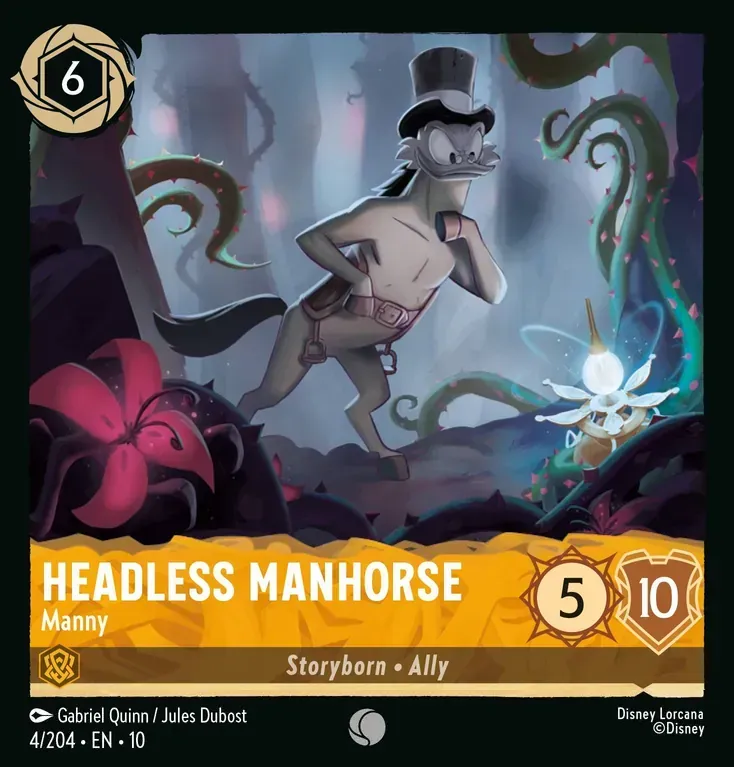 6
HEADLESS MANHORSE
Manny
5
10
Storyborn • Ally
Gabriel Quinn / Jules Dubost
4/204 • EN • 10
Disney Lorcana
©Disney